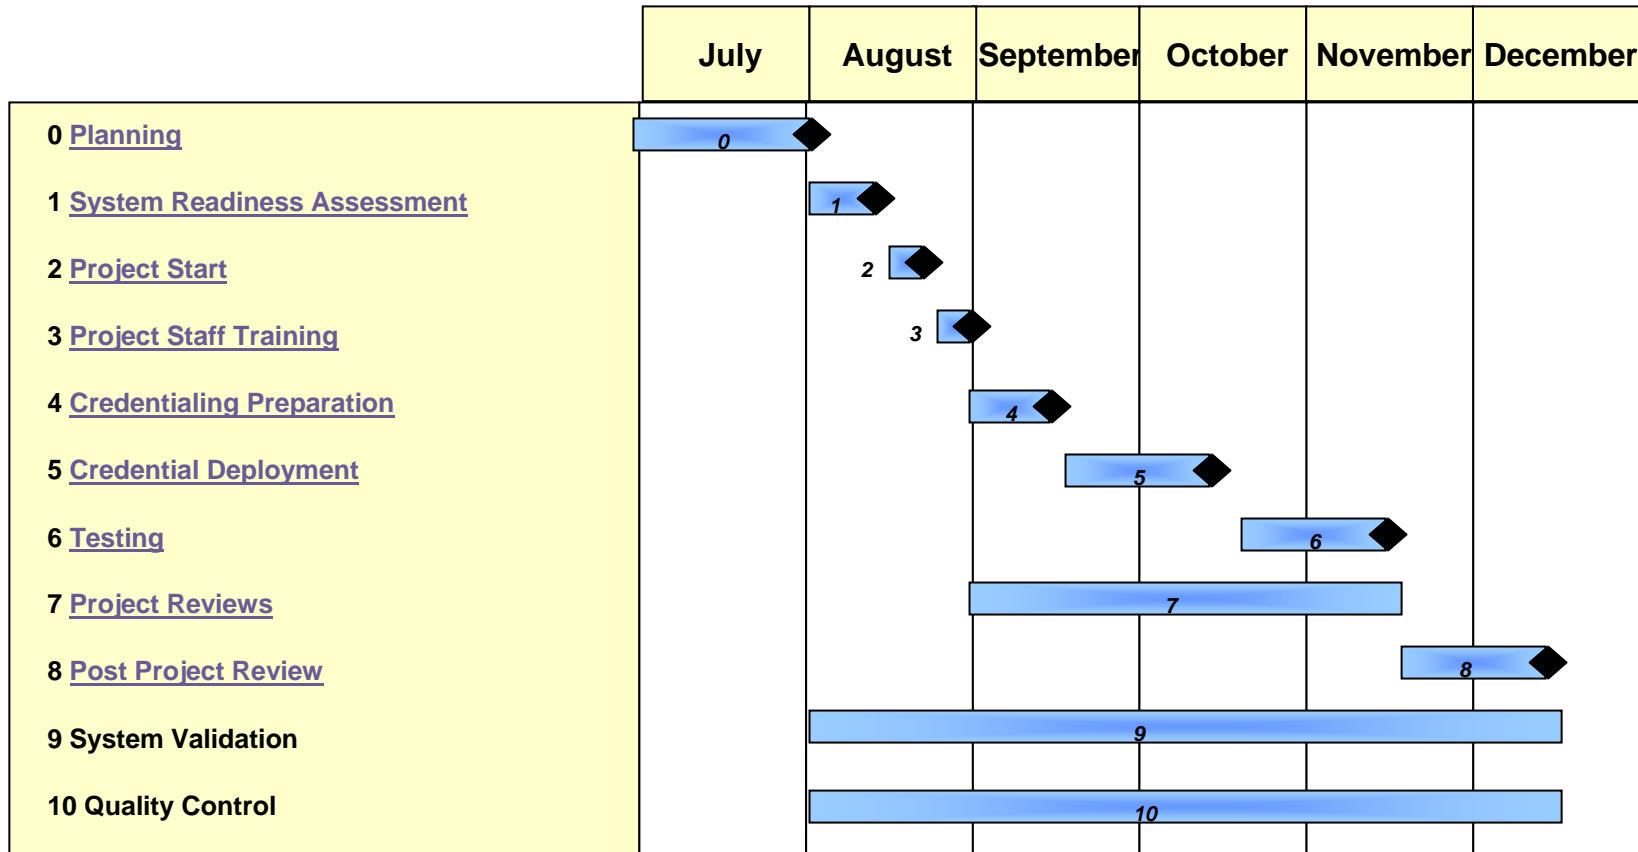 July August September October November December
0 Planning 0
1 System Readiness Assessment 1
2 Project Start 2
3 Project Staff Training 3
4 Credentialing Preparation 4
5 Credential Deployment 5
6 Testing 6
7 Project Reviews 7
8 Post Project Review 8
9 System Validation 9
10 Quality Control 10